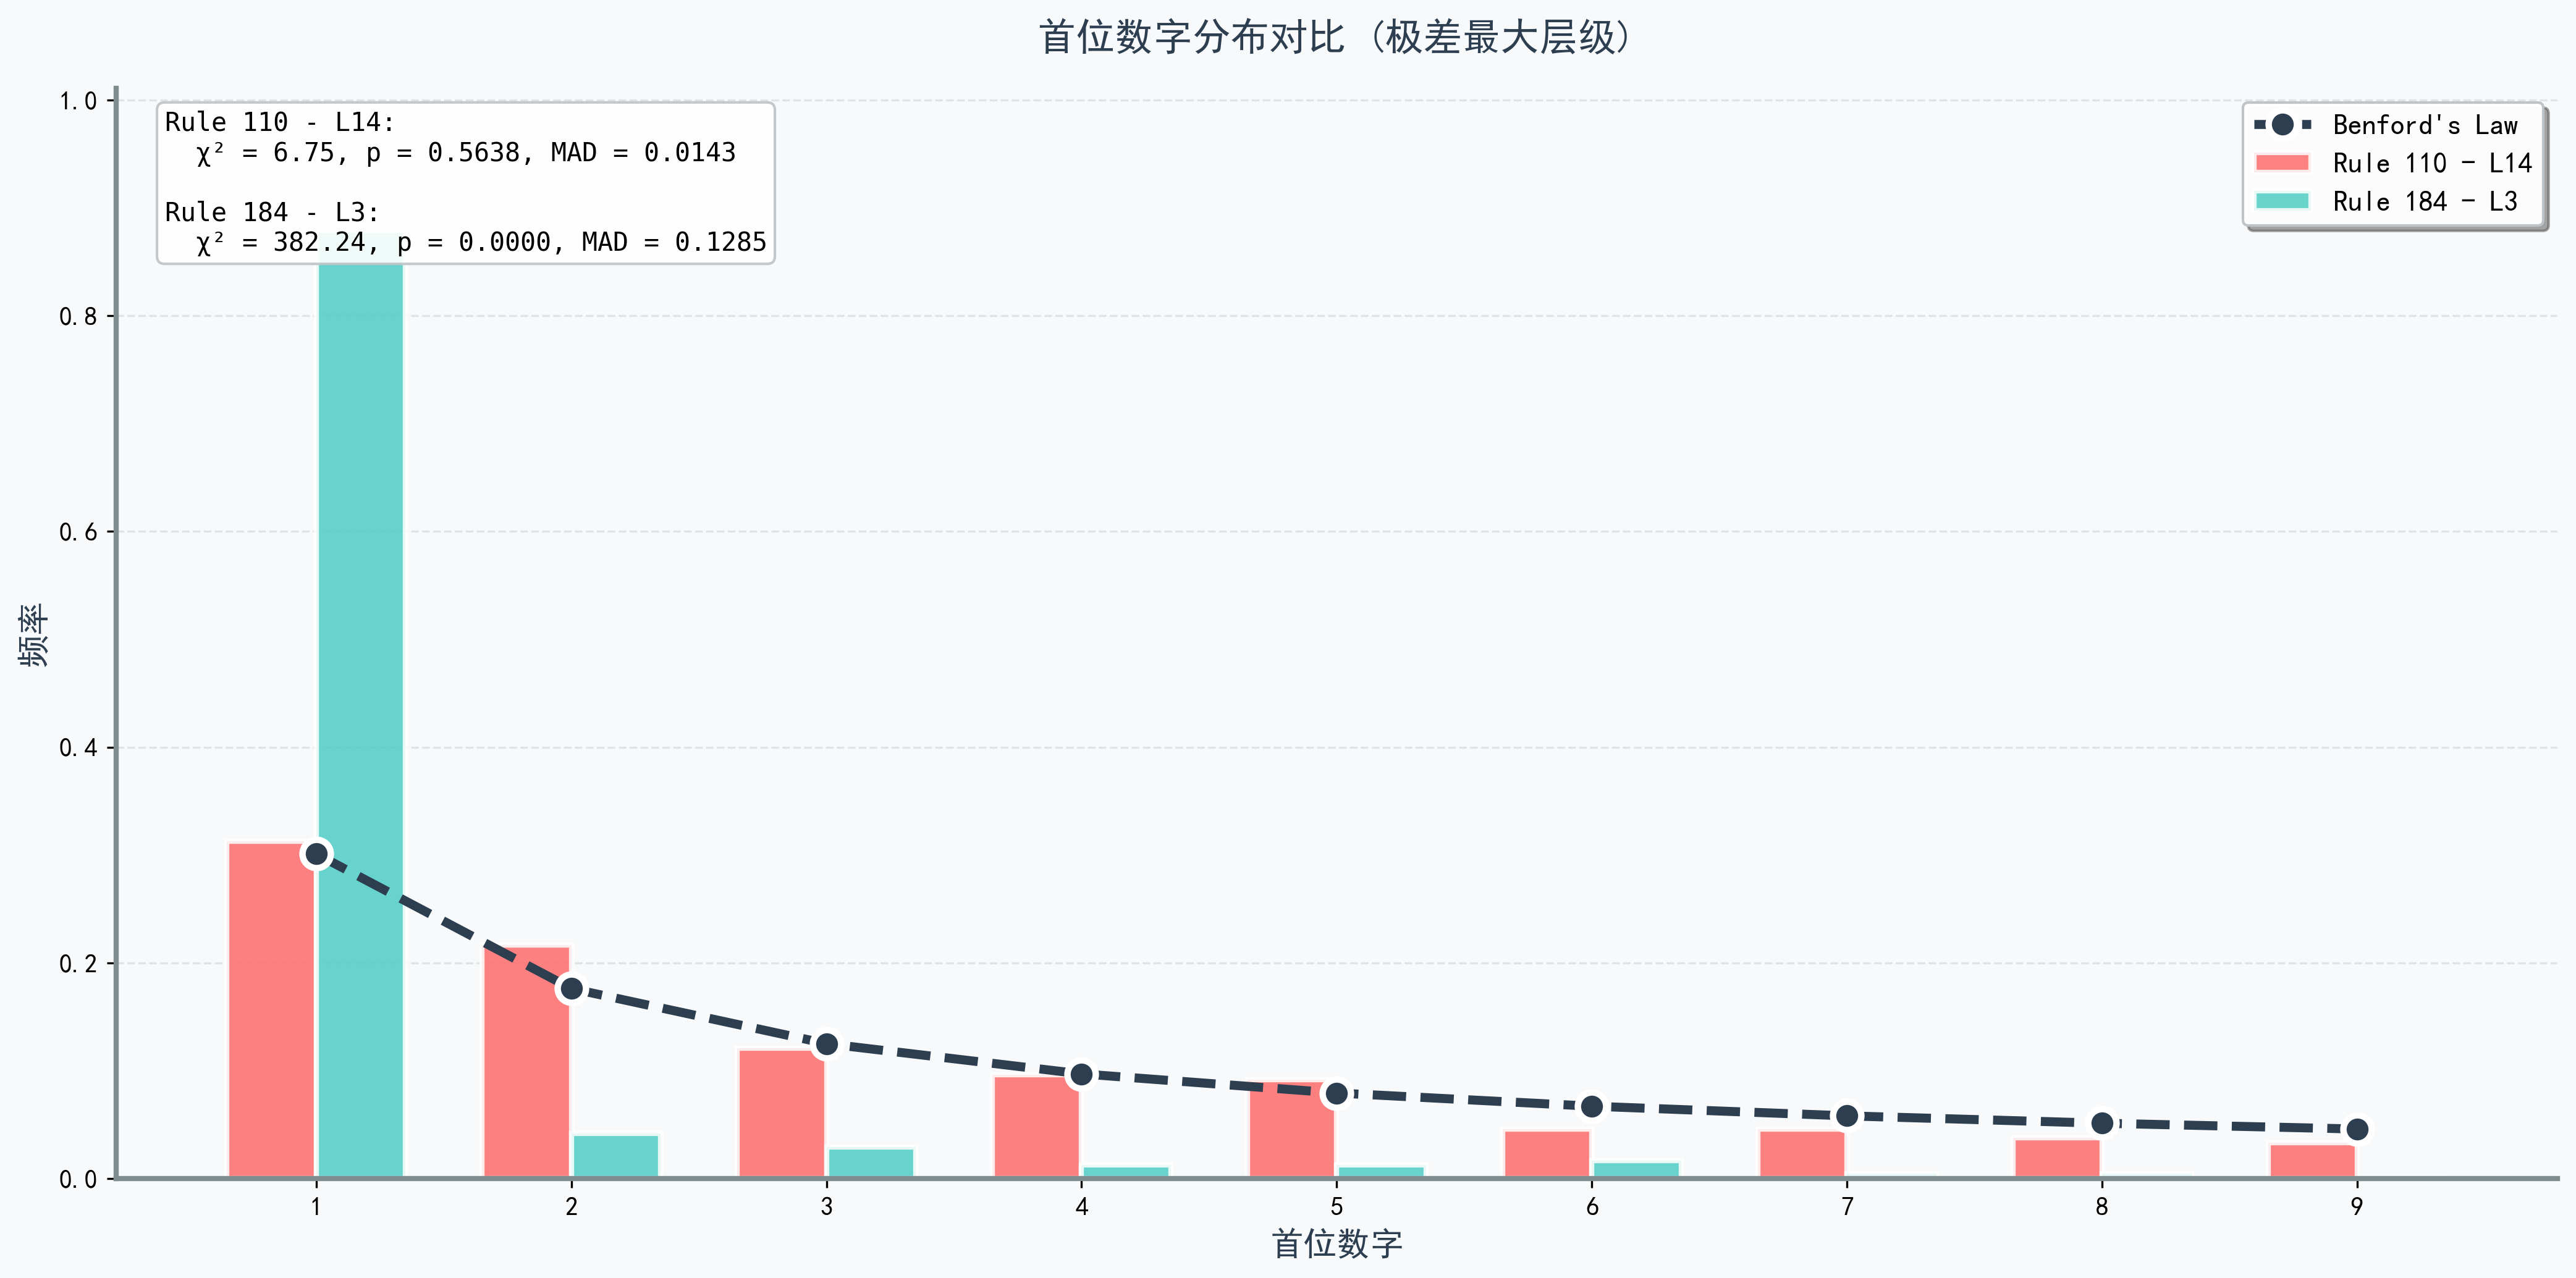 首位数字分布对比（极差最大层级）
Rule 110 - L14:
χ² = 6.75, p = 0.5638, MAD = 0.0143
Rule 184 - L3:
χ² = 382.24, p = 0.0000, MAD = 0.1285
Benford's Law
Rule 110 - L14
Rule 184 - L3
1.0
0.8
0.6
0.4
0.2
0.0
频率
1 2 3 4 5 6 7 8 9
首位数字